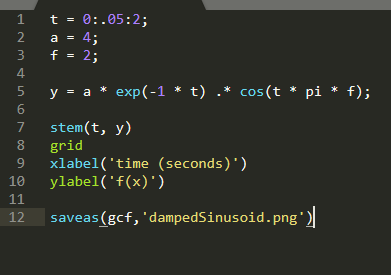 1 t = 0:.05:2;
2 a = 4;
3 f = 2;
4
5 y = a * exp(-1 * t) .* cos(t * pi * f);
6
7 stem(t, y)
8 grid
9 xlabel('time (seconds)')
10 ylabel('f(x)')
11
12 saveas(gcf,'dampedSinusoid.png')